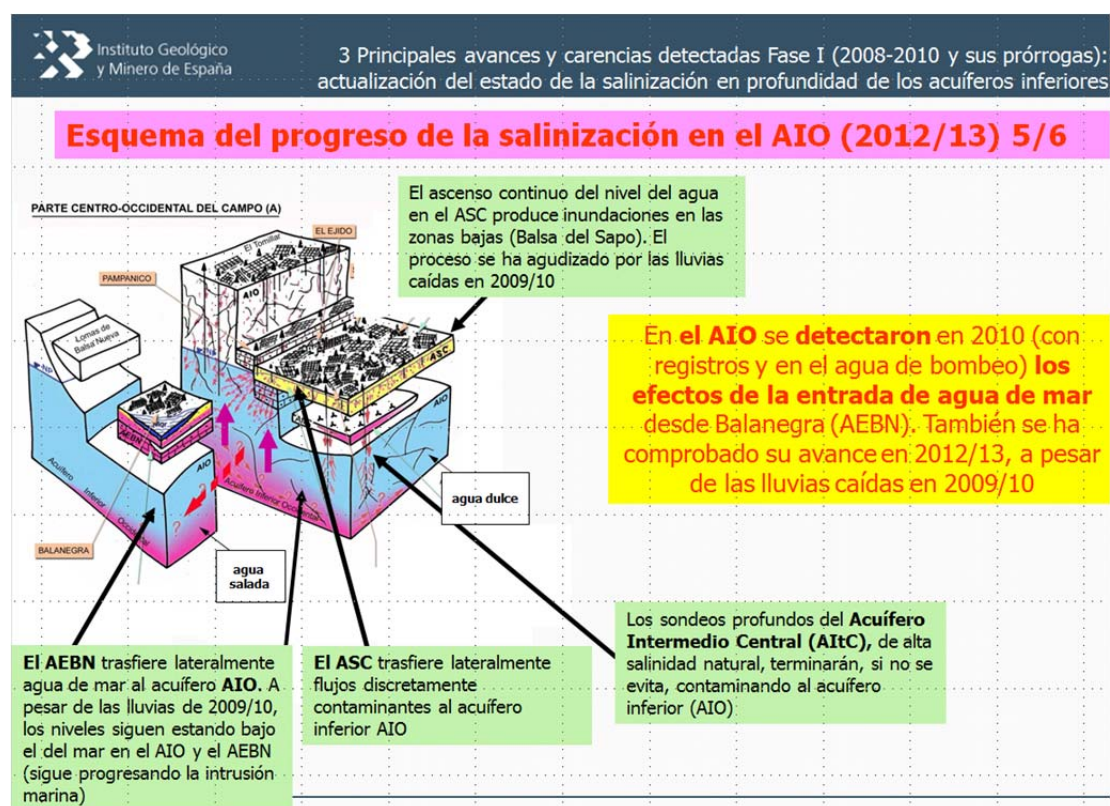 Instituto Geológico
y Minero de España
3 Principales avances y carencias detectadas Fase I (2008-2010 y sus prórrogas):
actualización del estado de la salinización en profundidad de los acuíferos inferiores
Esquema del progreso de la salinización en el AIO (2012/13) 5/6
El ascenso continuo del nivel del agua
en el ASC produce inundaciones en las
zonas bajas (Balsa del Sapo). El
proceso se ha agudizado por las lluvias
caídas en 2009/10
PARTE CENTRO-OCCIDENTAL DEL CAMPO (A)
EL EJIDO
El Tomillar
PAMPANICO
AIO
Lomas de
Balsa Nueva
NP
ASC
AEBN
AIO
AIO
Acuífero Inferior Occidental
Acuífero Inferior Occidental
BALANEGRA
agua dulce
agua
salada
En el AIO se detectaron en 2010 (con
registros y en el agua de bombeo) los
efectos de la entrada de agua de mar
desde Balanegra (AEBN). También se ha
comprobado su avance en 2012/13, a pesar
de las lluvias caídas en 2009/10
El AEBN trasfiere lateralmente
agua de mar al acuífero AIO. A
pesar de las lluvias de 2009/10,
los niveles siguen estando bajo
el del mar en el AIO y el AEBN
(sigue progresando la intrusión
marina)
El ASC trasfiere lateralmente
flujos discretamente
contaminantes al acuífero
inferior AIO
Los sondeos profundos del Acuífero
Intermedio Central (AItC), de alta
salinidad natural, terminarán, si no se
evita, contaminando al acuífero
inferior (AIO)